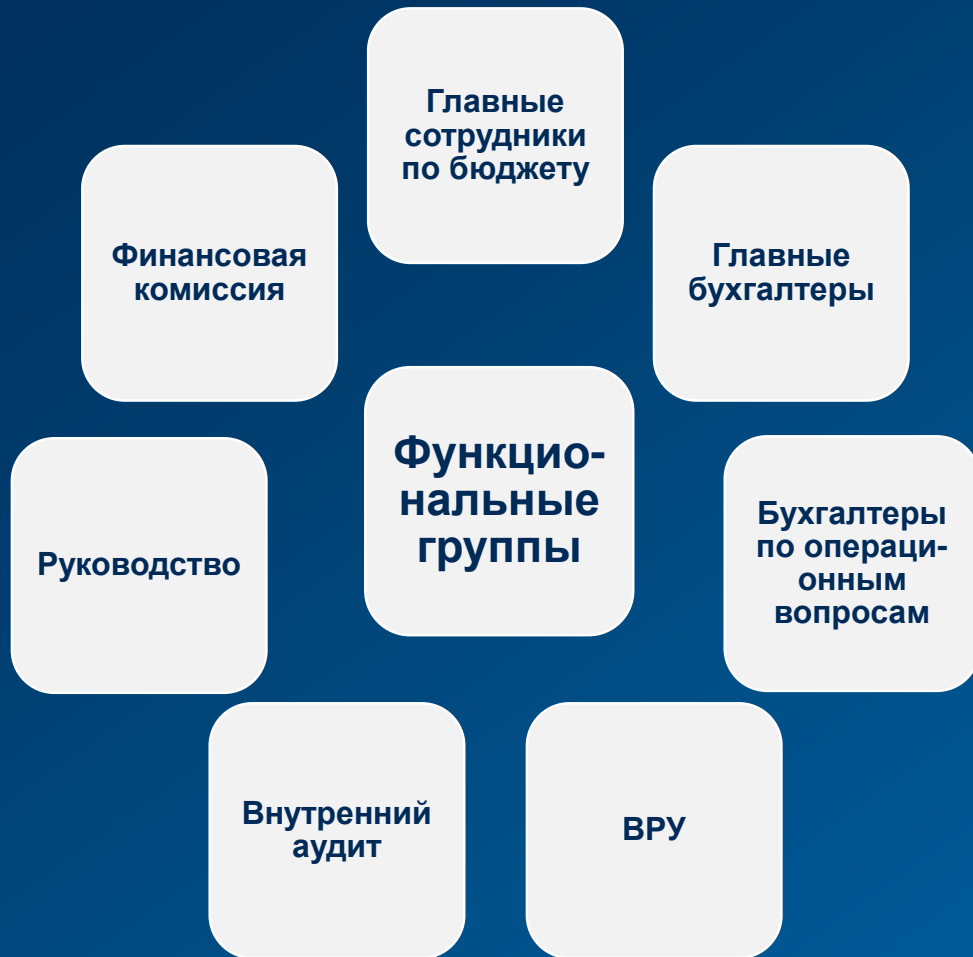 Главные
сотрудники
по бюджету
Финансовая
комиссия
Главные
бухгалтеры
Функцио-
нальные
группы
Бухгалтеры
по операци-
онным
вопросам
Руководство
Внутренний
аудит
ВРУ